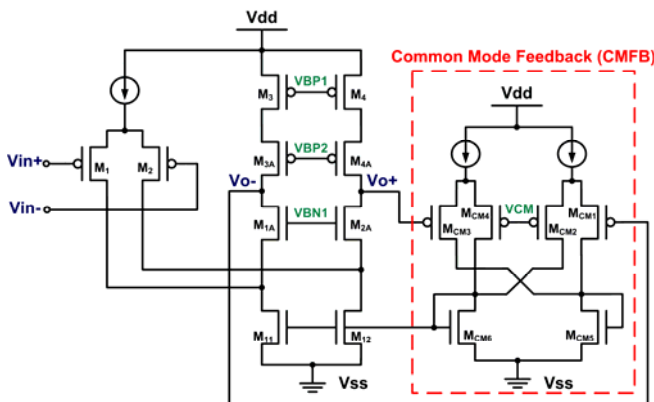 Vdd
Common Mode Feedback (CMFB)
M3
VBP1
M4
Vdd
Vin+
M1
M2
M3A
VBP2
M4A
Vo-
Vo+
Vin-
M1A
VBN1
M2A
MCM4
VCM
MCM1
MCM3
MCM2
M11
M12
MCM6
MCM5
Vss
Vss